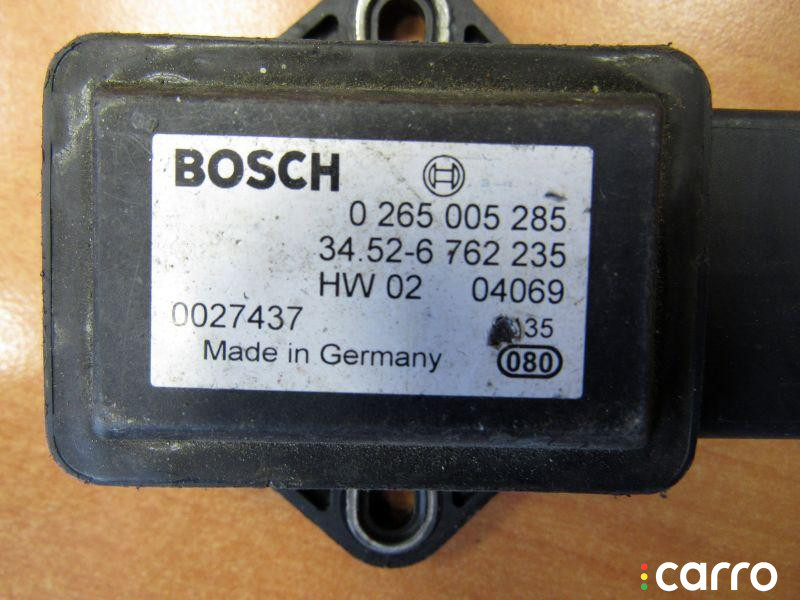 BOSCH
0 265 005 285
34.52-6 762 235
HW 02 04069
0027437 35
Made in Germany 080
carro